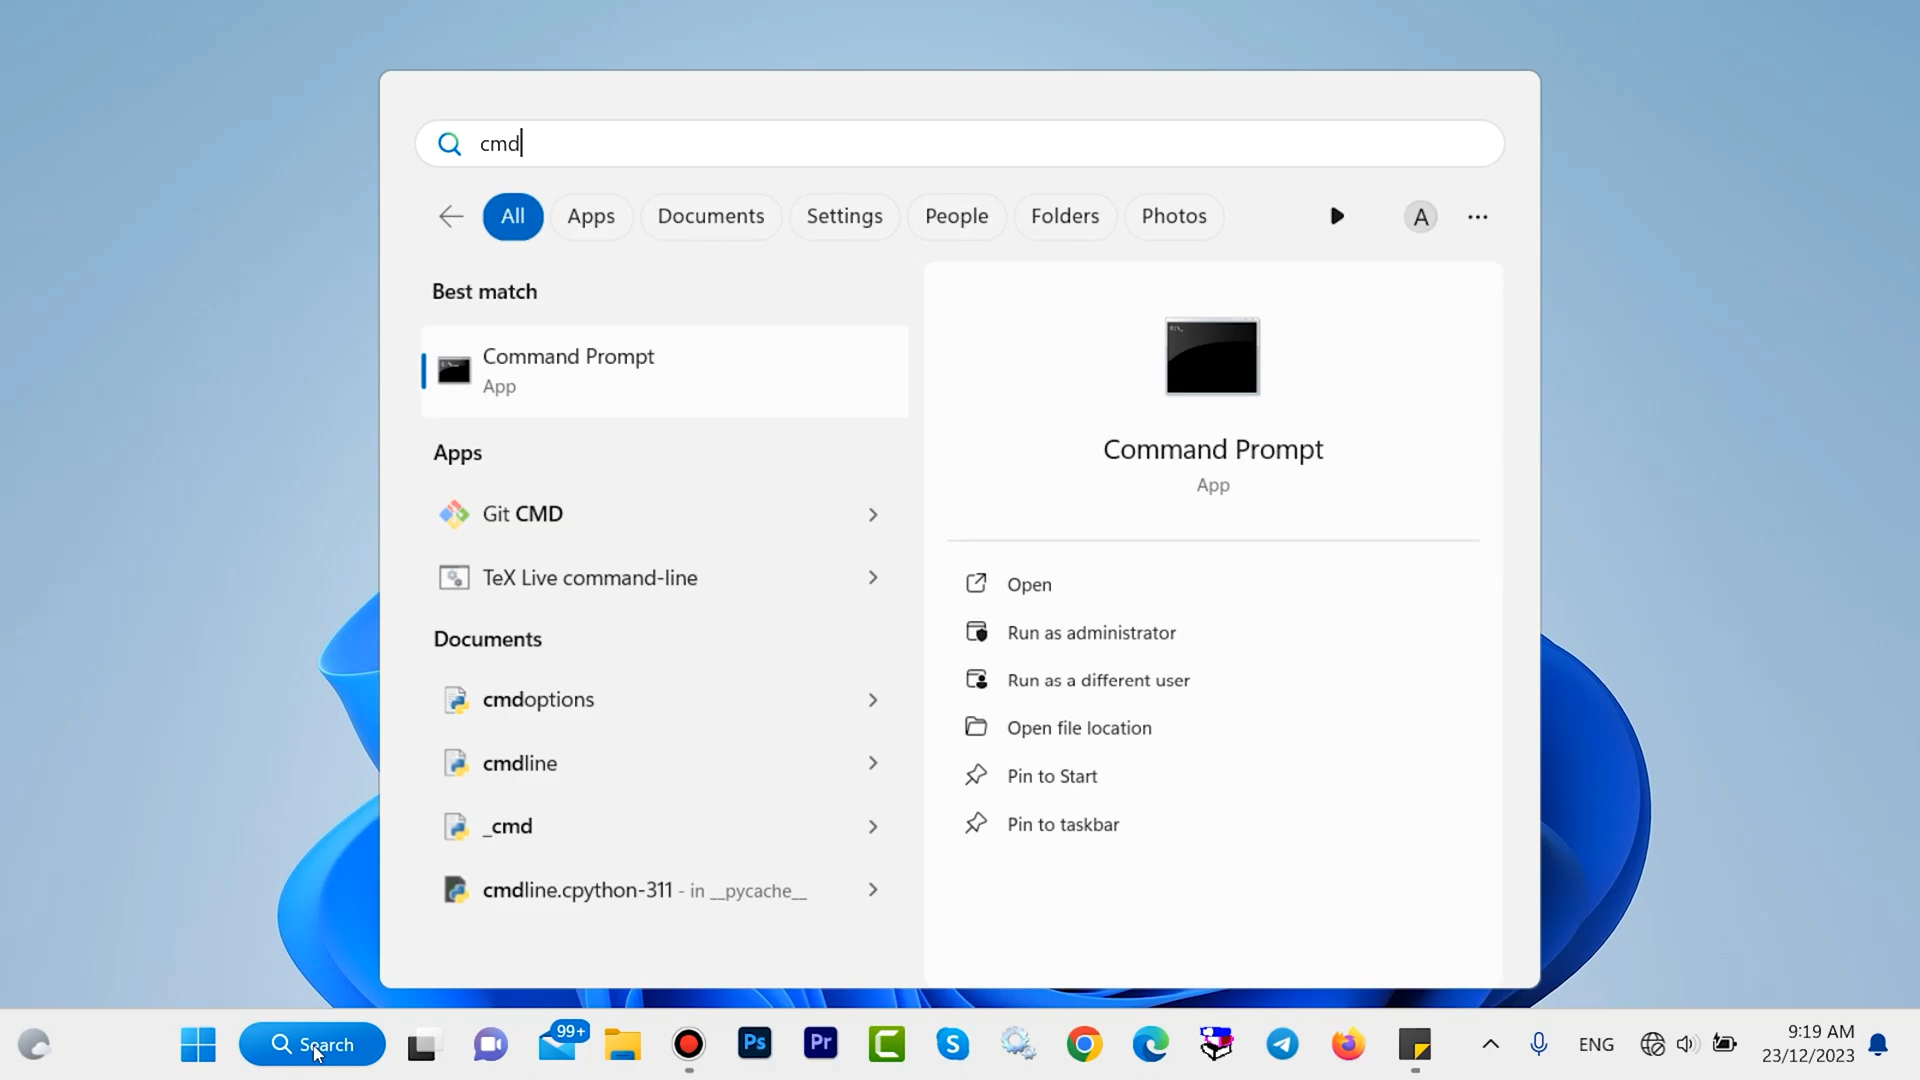 cmd
All Apps Documents Settings People Folders Photos A
Best match
Command Prompt
App
Apps
Git CMD
TeX Live command-line
Documents
cmdoptions
cmdline
_cmd
cmdline.cpython-311 - in __pycache__
Command Prompt
App
Open
Run as administrator
Run as a different user
Open file location
Pin to Start
Pin to taskbar
Search 99+ Ps Pr C S ENG
9:19 AM
23/12/2023